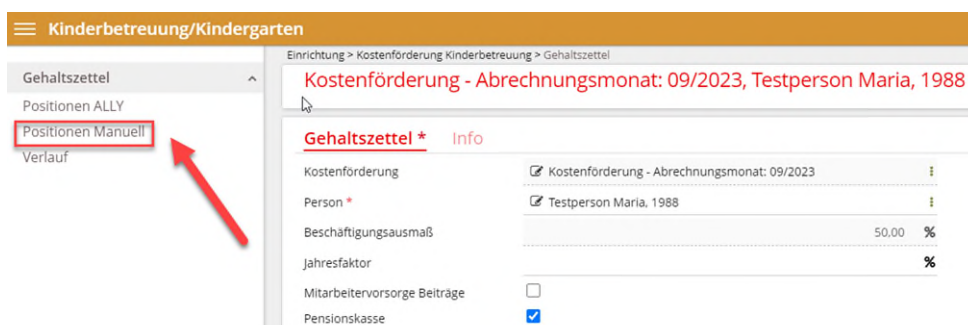 Kinderbetreuung/Kindergarten
Einrichtung > Kostenförderung Kinderbetreuung > Gehaltszettel
Gehaltszettel
Positionen ALLY
Positionen Manuell
Verlauf
Kostenförderung - Abrechnungsmonat: 09/2023, Testperson Maria, 1988
Gehaltszettel * Info
Kostenförderung Kostenförderung - Abrechnungsmonat: 09/2023
Person * Testperson Maria, 1988
Beschäftigungsausmaß 50,00 %
Jahresfaktor %
Mitarbeitervorsorge Beiträge
Pensionskasse